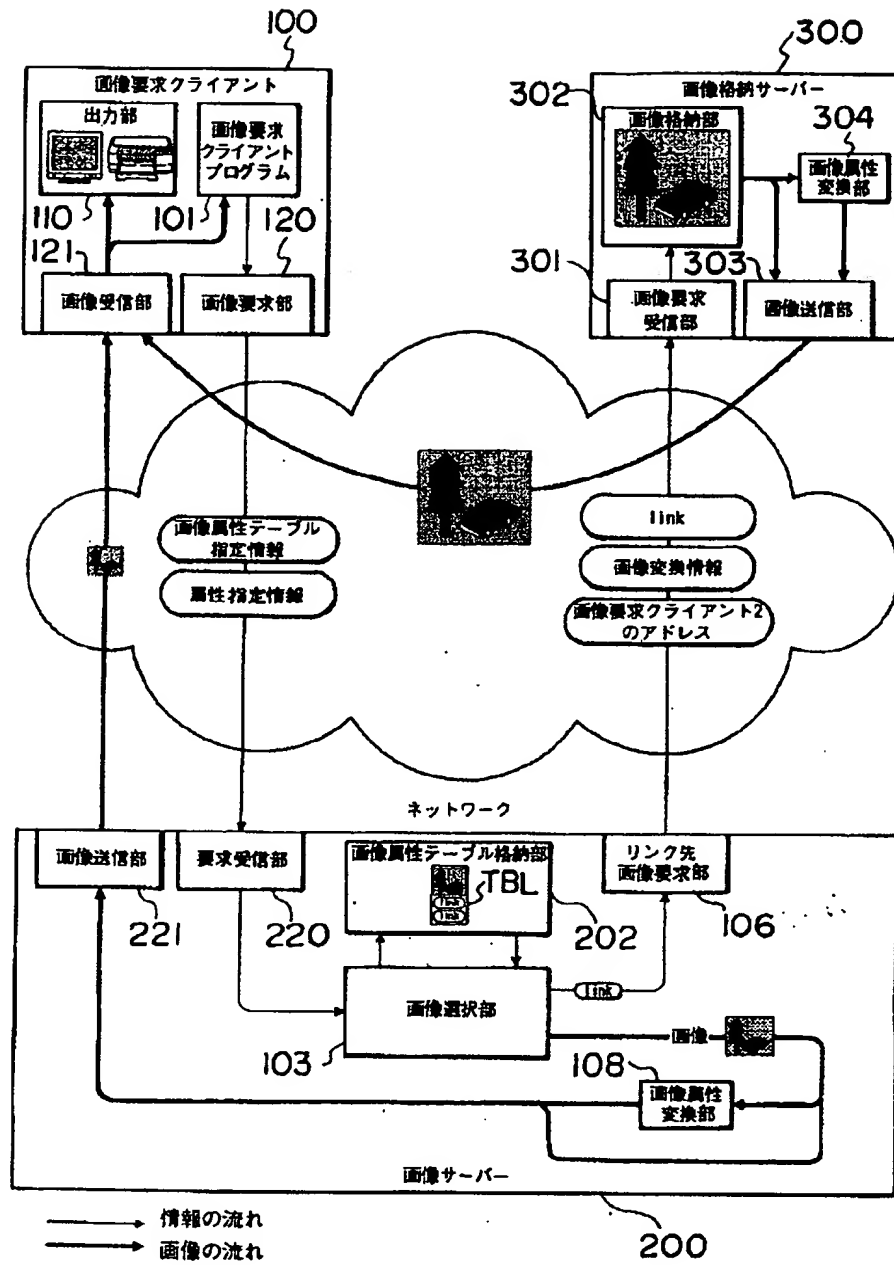 100
画像要求クライアント
出力部
画像要求
クライアント
プログラム
110
101
120
121
画像受信部
画像要求部
300
画像格納サーバー
302
画像格納部
304
画像属性
変換部
301
303
画像要求
受信部
画像送信部
画像属性テーブル
指定情報
属性指定情報
link
画像変換情報
画像要求クライアント2
のアドレス
ネットワーク
画像送信部
要求受信部
画像属性テーブル格納部
link
link
TBL
リンク先
画像要求部
221
220
202
106
画像選択部
link
103
画像
108
画像属性
変換部
画像サーバー
200
情報の流れ
画像の流れ